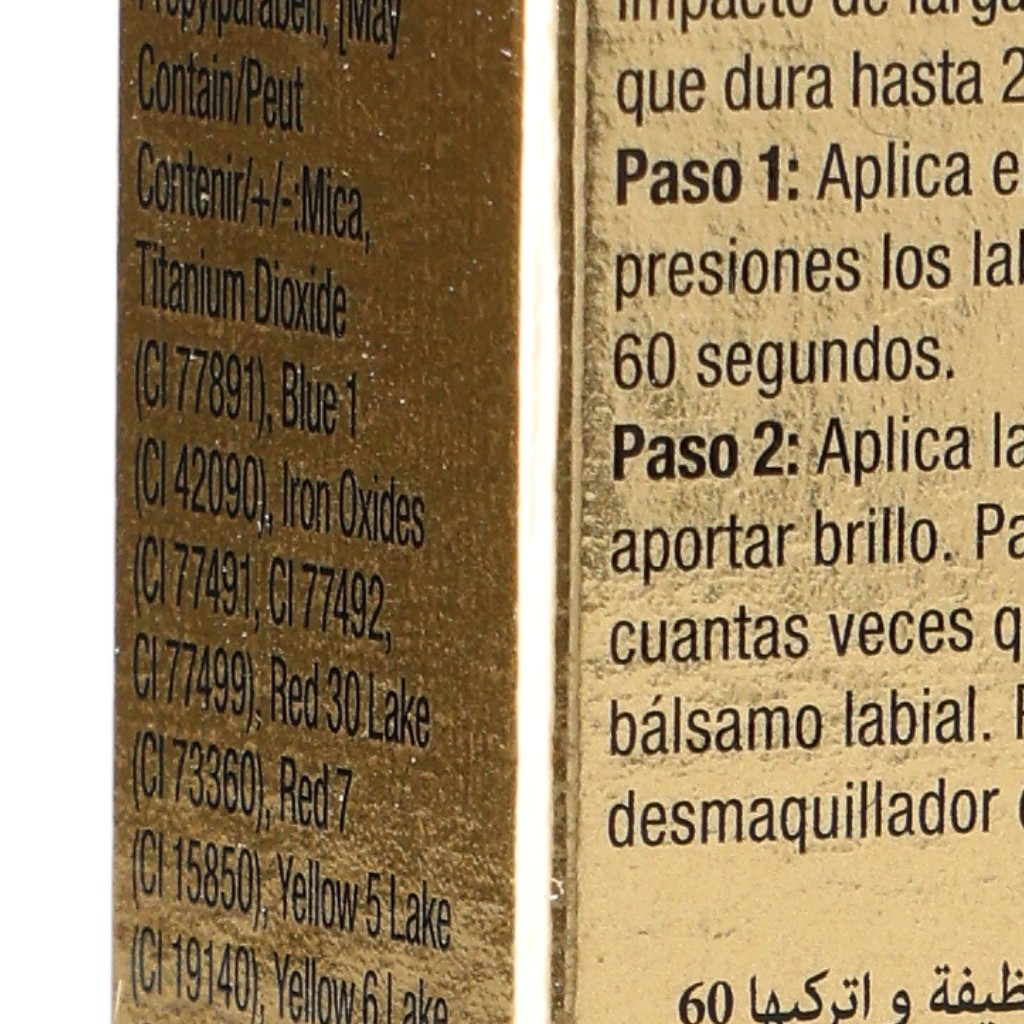 Propylparaben, [May
Contain/Peut
Contenir/+/-:Mica,
Titanium Dioxide
(CI 77891), Blue 1
(CI 42090), Iron Oxides
(CI 77491, CI 77492,
CI 77499), Red 30 Lake
(CI 73360), Red 7
(CI 15850), Yellow 5 Lake
(CI 19140), Yellow 6 Lake
impacto de larga
que dura hasta 2
Paso 1: Aplica e
presiones los la
60 segundos.
Paso 2: Aplica la
aportar brillo. Pa
cuantas veces q
bálsamo labial.
desmaquillador
و اتركيها 60